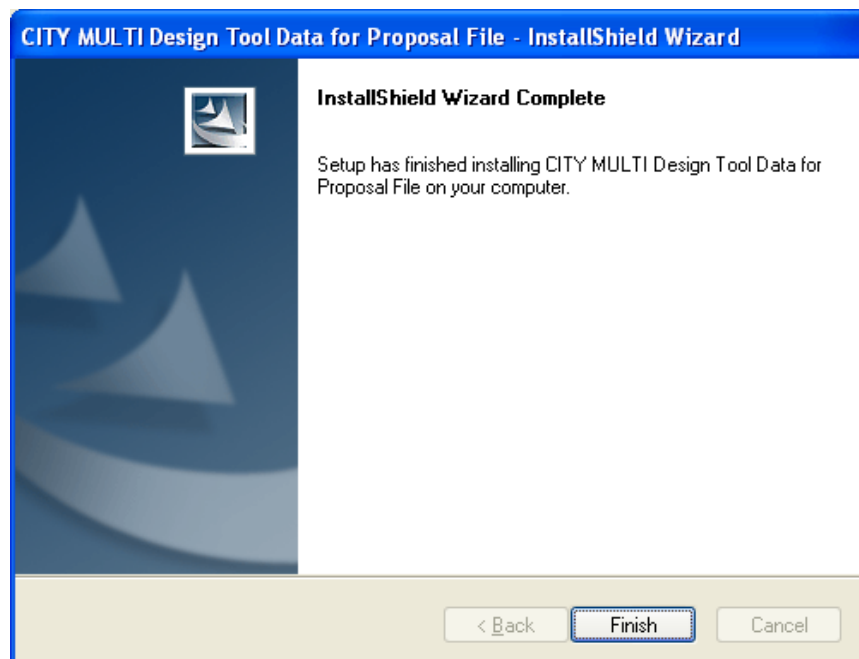 CITY MULTI Design Tool Data for Proposal File - InstallShield Wizard
InstallShield Wizard Complete
Setup has finished installing CITY MULTI Design Tool Data for
Proposal File on your computer.
< Back Finish Cancel